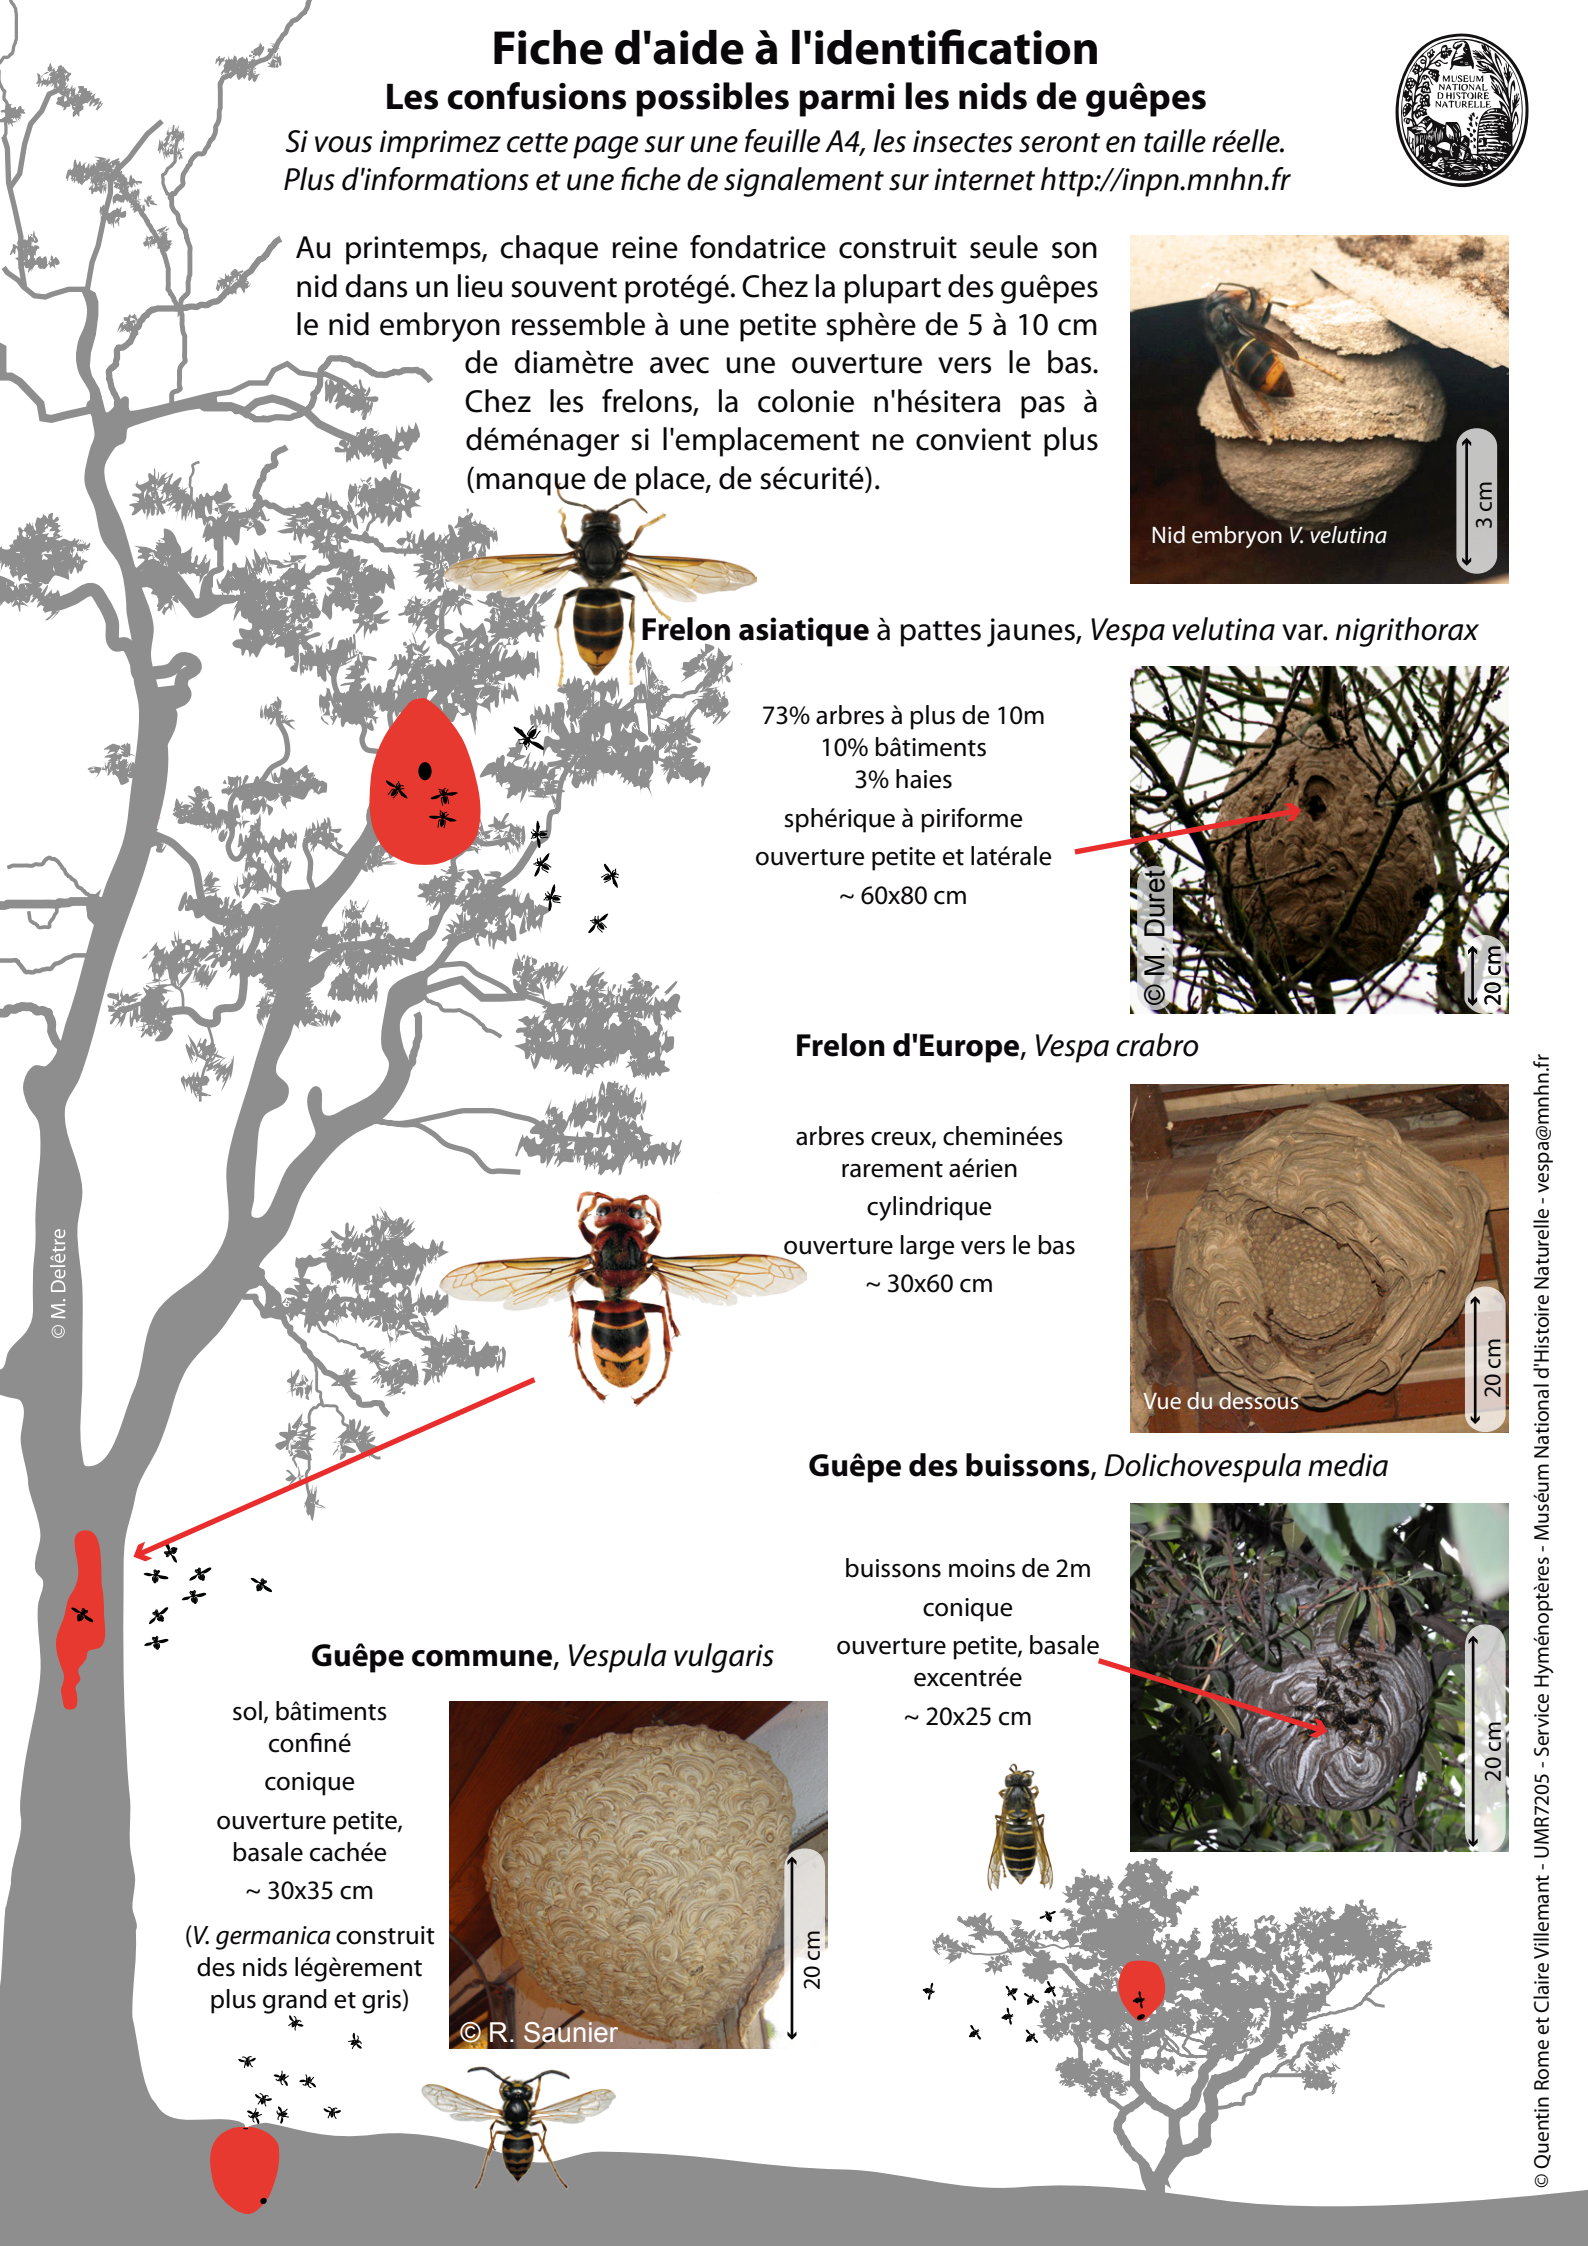 Fiche d'aide à l'identification
Les confusions possibles parmi les nids de guêpes
Si vous imprimez cette page sur une feuille A4, les insectes seront en taille réelle.
Plus d'informations et une fiche de signalement sur internet http://inpn.mnhn.fr
MUSEUM
NATIONAL
D HISTOIRE
NATURELLE
Au printemps, chaque reine fondatrice construit seule son
nid dans un lieu souvent protégé. Chez la plupart des guêpes
le nid embryon ressemble à une petite sphère de 5 à 10 cm
de diamètre avec une ouverture vers le bas.
Chez les frelons, la colonie n'hésitera pas à
déménager si l'emplacement ne convient plus
(manque de place, de sécurité).
Nid embryon V. velutina
3 cm
Frelon asiatique à pattes jaunes, Vespa velutina var. nigrithorax
73% arbres à plus de 10m
10% bâtiments
3% haies
sphérique à piriforme
ouverture petite et latérale
~ 60x80 cm
© M. Duret
20 cm
Frelon d'Europe, Vespa crabro
arbres creux, cheminées
rarement aérien
cylindrique
ouverture large vers le bas
~ 30x60 cm
Vue du dessous
20 cm
© M. Delêtre
Guêpe des buissons, Dolichovespula media
buissons moins de 2m
conique
ouverture petite, basale
excentrée
~ 20x25 cm
20 cm
Guêpe commune, Vespula vulgaris
sol, bâtiments
confiné
conique
ouverture petite,
basale cachée
~ 30x35 cm
(V. germanica construit
des nids légèrement
plus grand et gris)
© R. Saunier
20 cm
© Quentin Rome et Claire Villemant - UMR7205 - Service Hyménoptères - Muséum National d'Histoire Naturelle - vespa@mnhn.fr